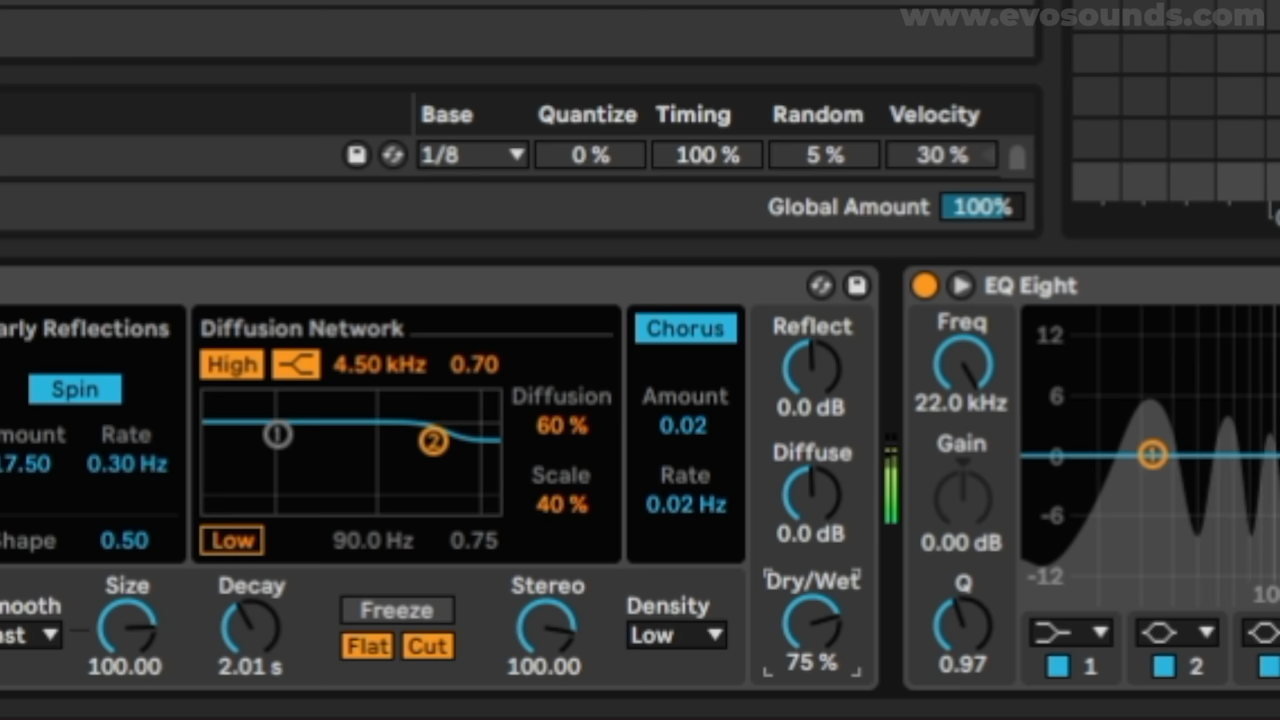 www.evosounds.com
Base Quantize Timing Random Velocity
1/8 0 % 100 % 5 % 30 %
Global Amount 100%
EQ Eight
arly Reflections
Spin
mount Rate
17.50 0.30 Hz
Shape 0.50
Diffusion Network
High 4.50 kHz 0.70
1 2
Diffusion
60 %
Scale
40 %
Low 90.0 Hz 0.75
Chorus
Amount
0.02
Rate
0.02 Hz
Reflect
0.0 dB
Diffuse
0.0 dB
Dry/Wet
75 %
mooth
ast
Size
100.00
Decay
2.01 s
Freeze
Flat Cut
Stereo
100.00
Density
Low
Freq
22.0 kHz
Gain
0.00 dB
Q
0.97
12
6
0
-6
-12
1
10
1 2